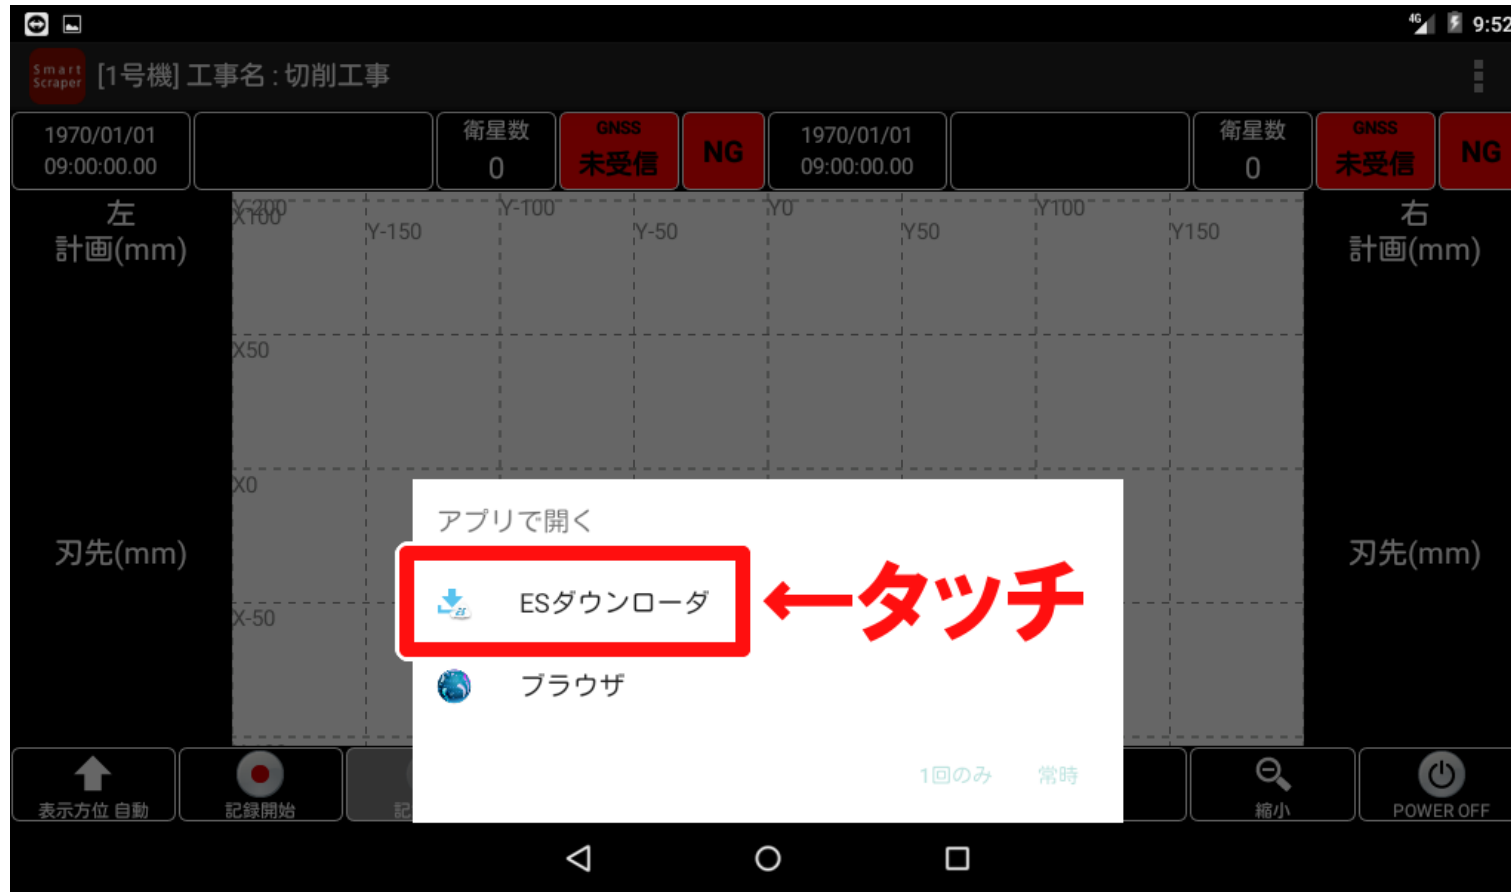 4G 9:52
Smart
Scraper
[1号機] 工事名 : 切削工事
1970/01/01
09:00:00.00
衛星数
0
GNSS
未受信
NG
1970/01/01
09:00:00.00
衛星数
0
GNSS
未受信
NG
左
計画(mm)
右
計画(mm)
Y-200
X100
Y-150
Y-100
Y-50
Y0
Y50
Y100
Y150
X50
X0
刃先(mm)
刃先(mm)
X-50
アプリで開く
ESダウンローダ
←タッチ
ブラウザ
1回のみ 常時
表示方位 自動
記録開始
記
縮小
POWER OFF